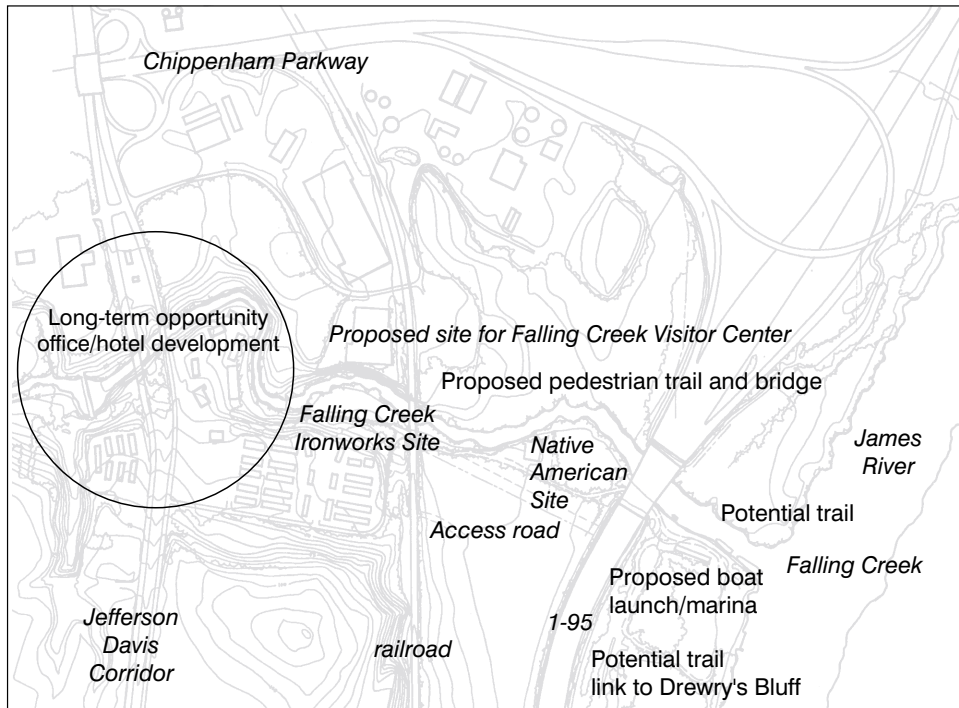 Chippenham Parkway
Long-term opportunity
office/hotel development
Proposed site for Falling Creek Visitor Center
Proposed pedestrian trail and bridge
Falling Creek
Ironworks Site
Native
American
Site
James
River
Access road
Potential trail
Falling Creek
Proposed boat
launch/marina
Jefferson
Davis
Corridor
railroad
1-95
Potential trail
link to Drewry's Bluff